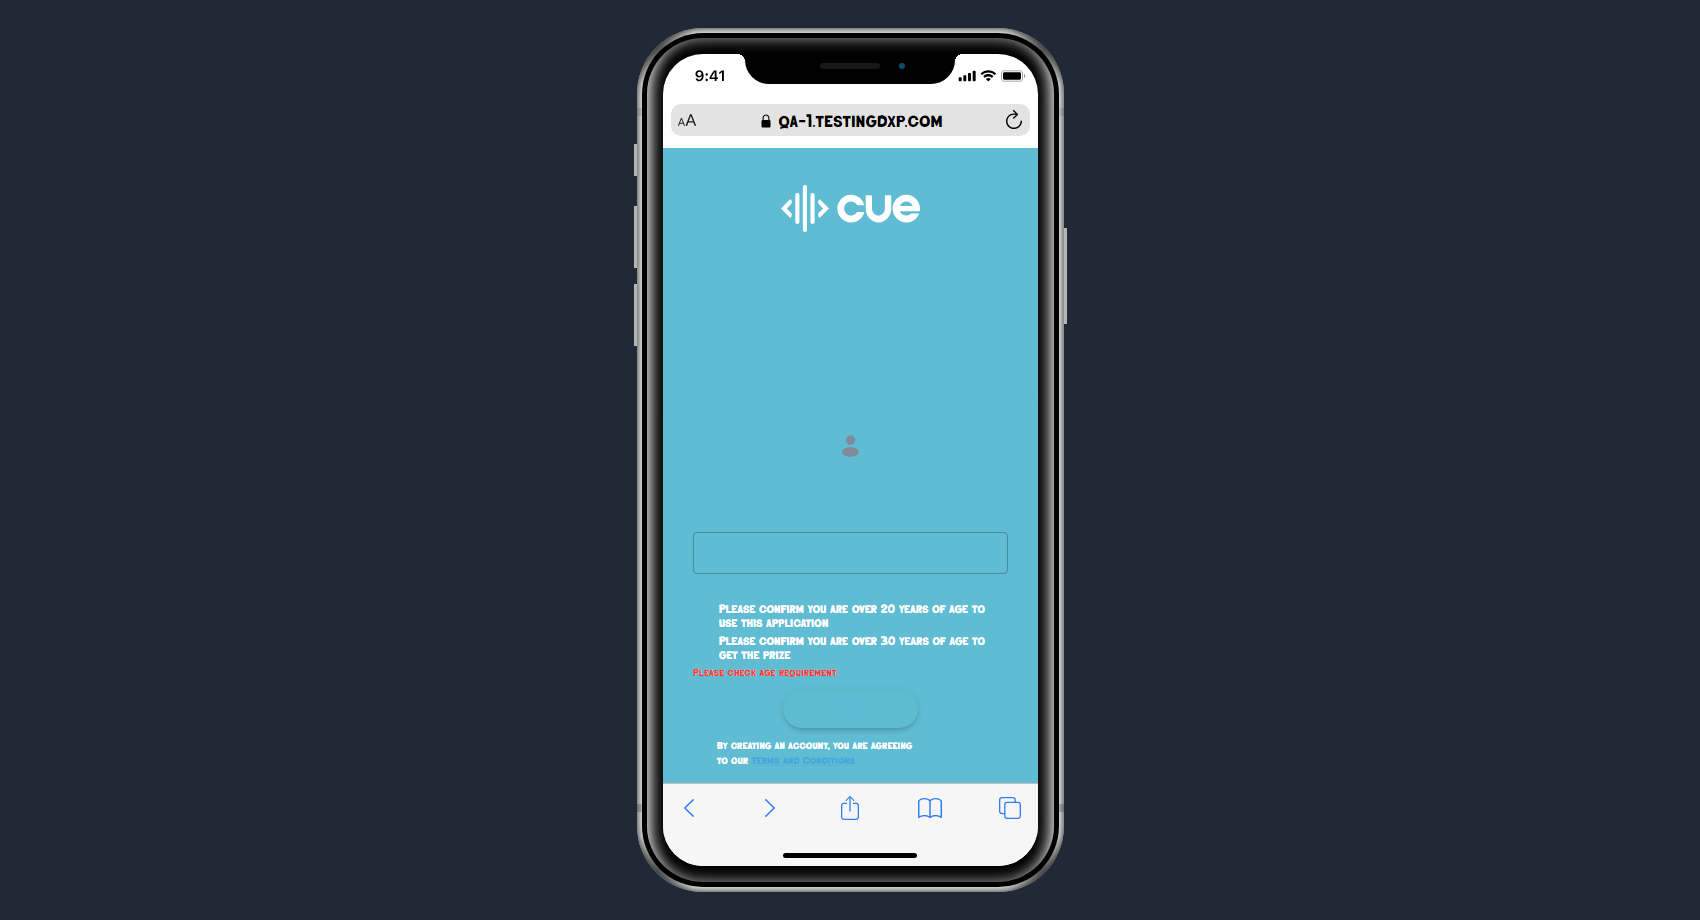 9:41
AA QA-1.TESTINGDXP.COM
cue
Please confirm you are over 20 years of age to
use this application
Please confirm you are over 30 years of age to
get the prize
Please check age requirement
By creating an account, you are agreeing
to our Terms and Conditions